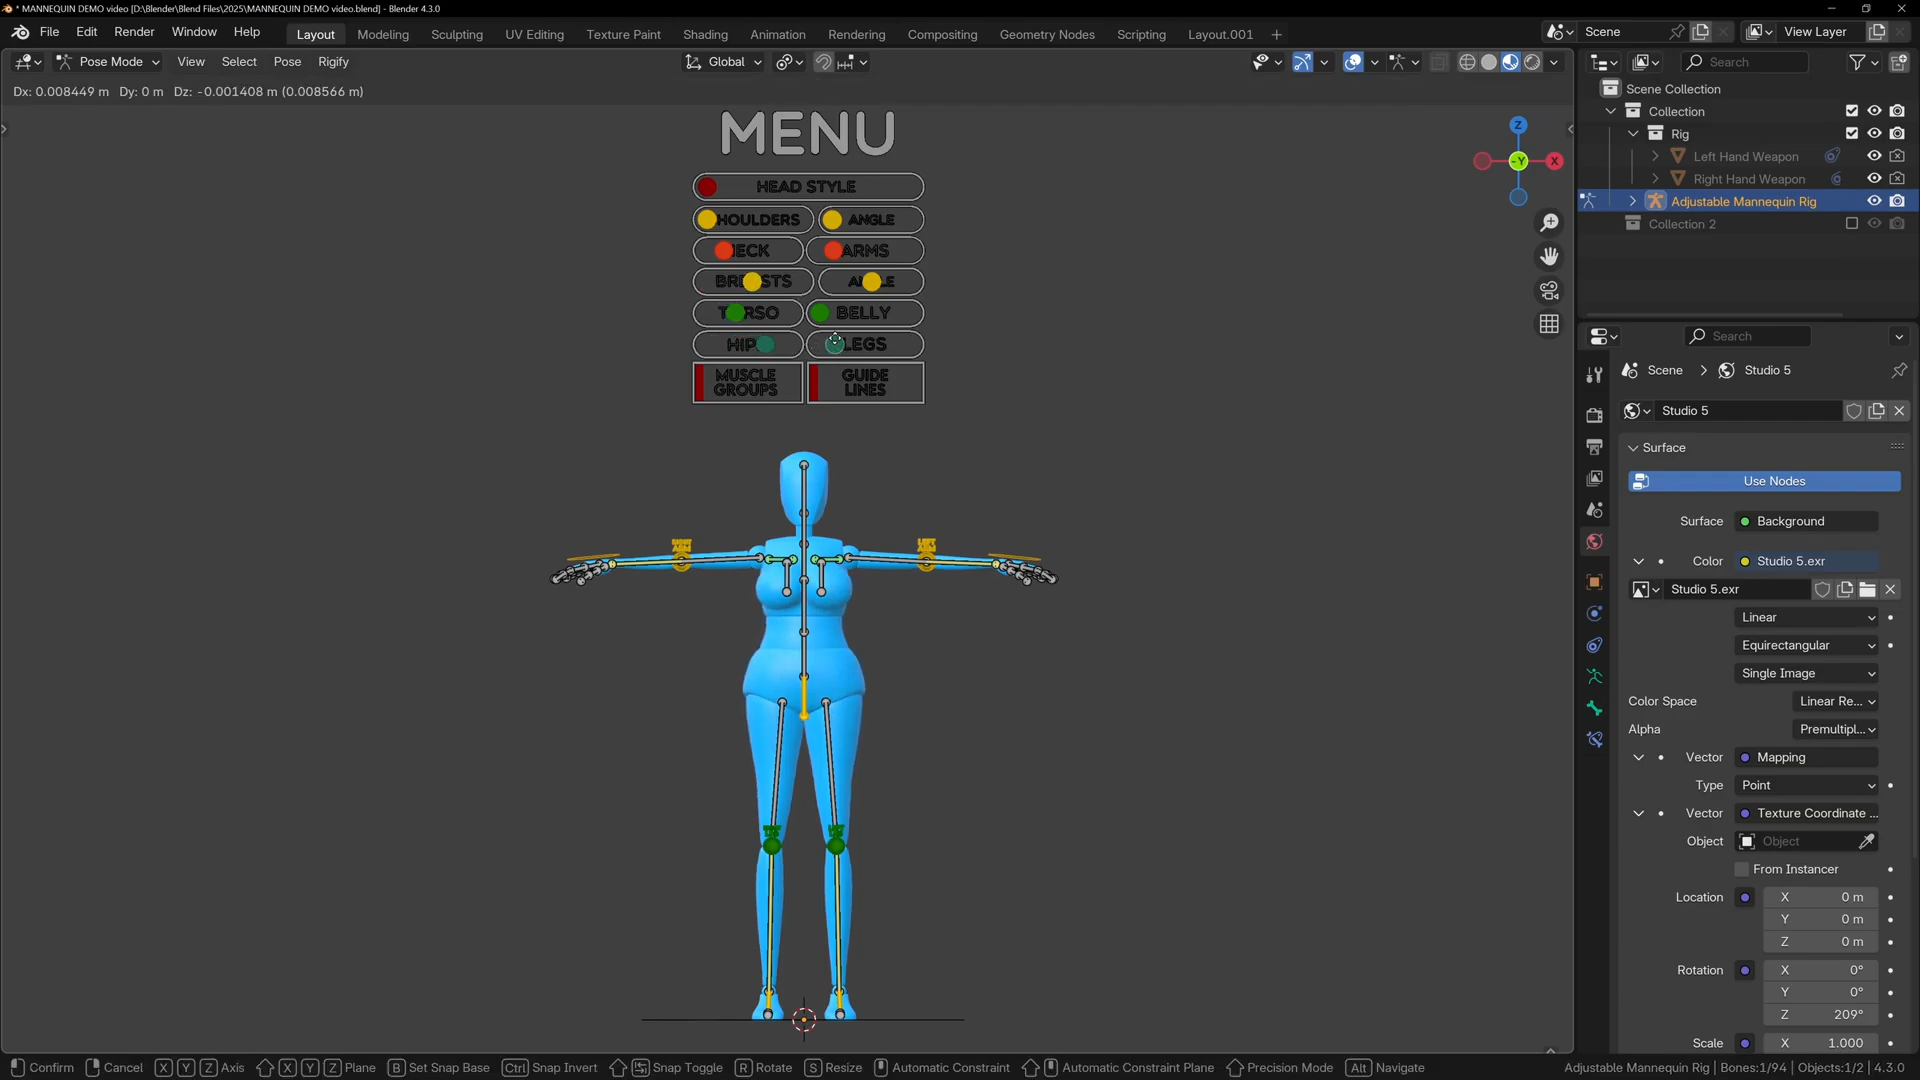 * MANNEQUIN DEMO video [D:\Blender\Blend Files\2025\MANNEQUIN DEMO video.blend] - Blender 4.3.0
File Edit Render Window Help Layout Modeling Sculpting UV Editing Texture Paint Shading Animation Rendering Compositing Geometry Nodes Scripting Layout.001 + Scene View Layer
Pose Mode View Select Pose Rigify Global Search
Dx: 0.008449 m Dy: 0 m Dz: -0.001408 m (0.008566 m)
Scene Collection
Collection
Rig
Left Hand Weapon
Right Hand Weapon
Adjustable Mannequin Rig
Collection 2
Z
-Y X
MENU
HEAD STYLE
HOULDERS ANGLE
ECK ARMS
BRE STS A LE
T RSO BELLY
HIP LEGS
MUSCLE GROUPS
GUIDE LINES
Search
Scene > Studio 5
Studio 5
Surface
Use Nodes
Surface Background
Color Studio 5.exr
Studio 5.exr
Linear
Equirectangular
Single Image
Color Space Linear Re...
Alpha Premultipl...
Vector Mapping
Type Point
Vector Texture Coordinate ...
Object Object
From Instancer
Location X 0 m
Y 0 m
Z 0 m
Rotation X 0°
Y 0°
Z 209°
Scale X 1.000
Confirm Cancel X Y Z Axis X Y Z Plane B Set Snap Base Ctrl Snap Invert Snap Toggle R Rotate S Resize Automatic Constraint Automatic Constraint Plane Precision Mode Alt Navigate Adjustable Mannequin Rig | Bones:1/94 | Objects:1/2 | 4.3.0